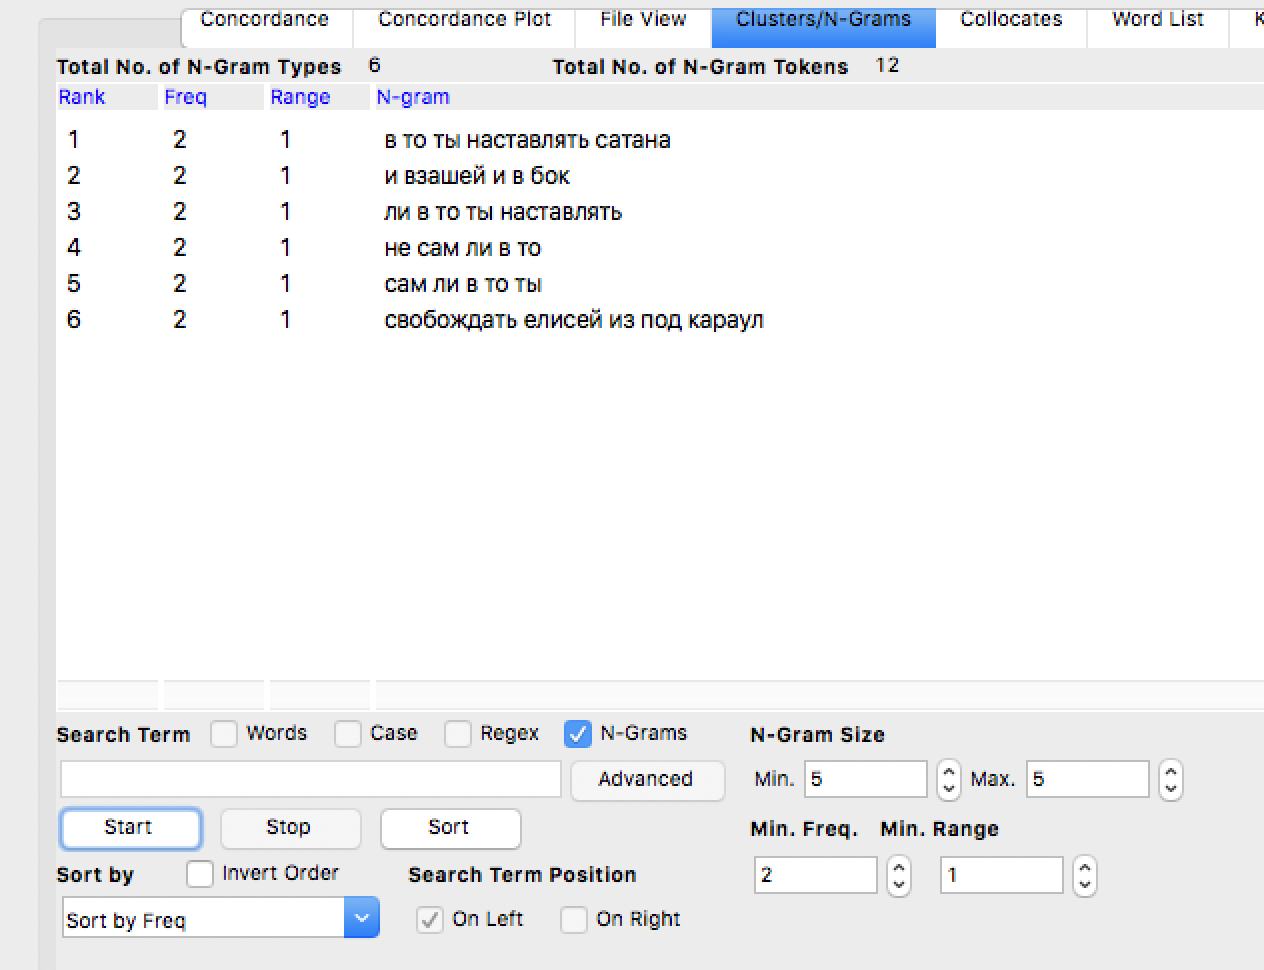 Concordance Concordance Plot File View Clusters/N-Grams Collocates Word List K
Total No. of N-Gram Types 6 Total No. of N-Gram Tokens 12
Rank Freq Range N-gram
1 2 1 в то ты наставлять сатана
2 2 1 и взашей и в бок
3 2 1 ли в то ты наставлять
4 2 1 не сам ли в то
5 2 1 сам ли в то ты
6 2 1 свобождать елисей из под караул
Search Term Words Case Regex N-Grams N-Gram Size
Advanced Min. 5 Max. 5
Start Stop Sort Min. Freq. Min. Range
Sort by Invert Order Search Term Position 2 1
Sort by Freq On Left On Right